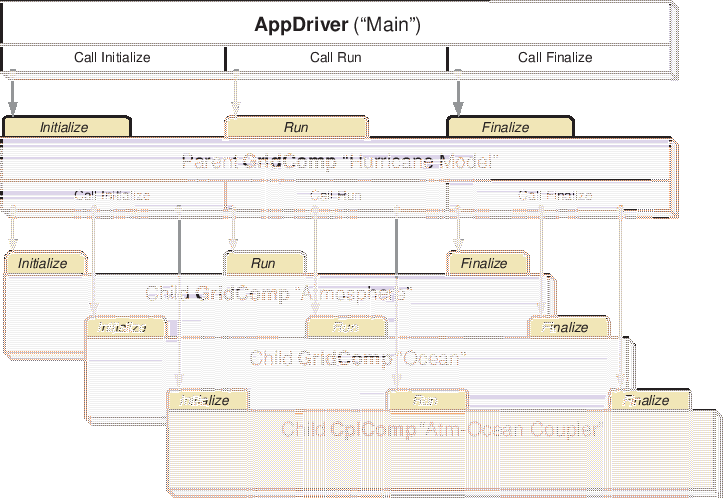 AppDriver (“Main”)
Call Initialize Call Run Call Finalize
Initialize Run Finalize
Parent GridComp “Hurricane Model”
Call Initialize Call Run Call Finalize
Initialize Run Finalize
Child GridComp “Atmosphere”
Initialize Run Finalize
Child GridComp “Ocean”
Initialize Run Finalize
Child CplComp “Atm-Ocean Coupler”